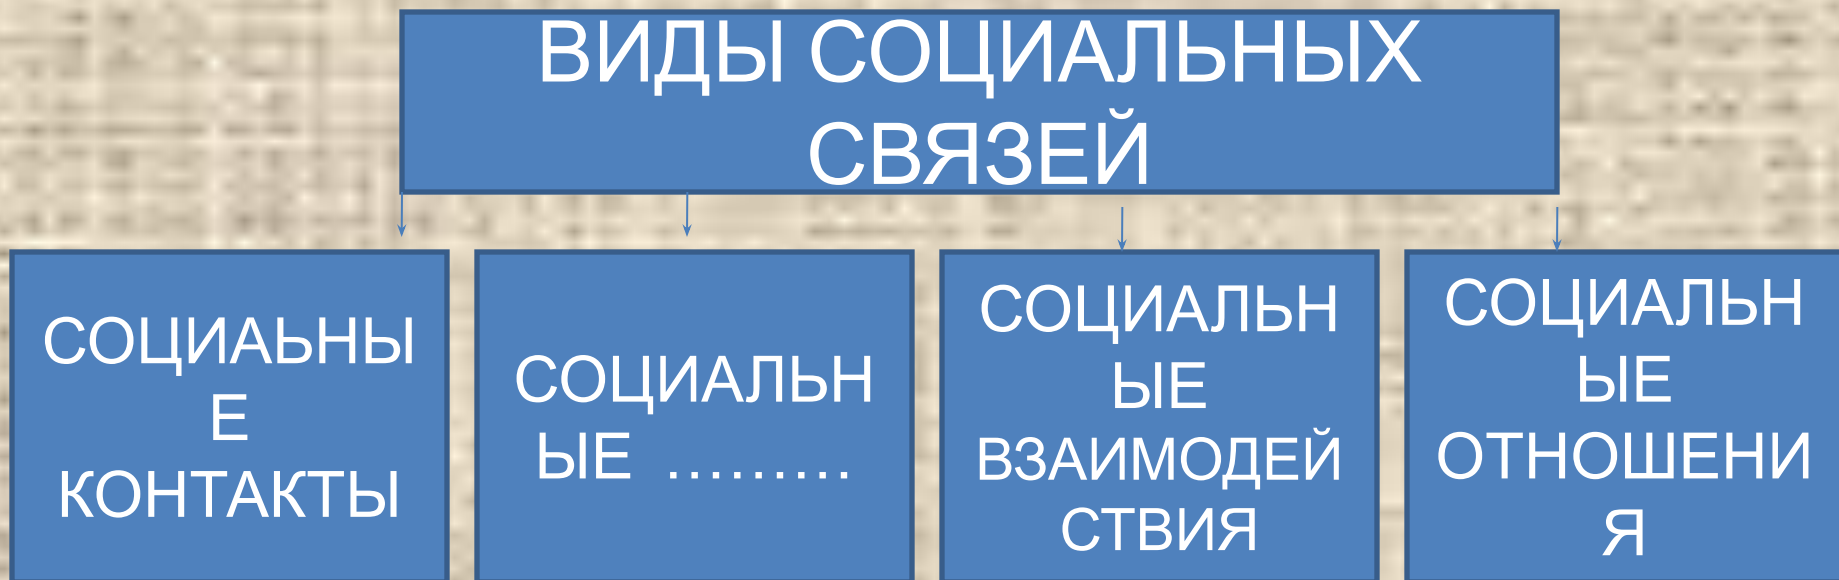 ВИДЫ СОЦИАЛЬНЫХ
СВЯЗЕЙ
СОЦИАЬНЫ
Е
КОНТАКТЫ
СОЦИАЛЬН
ЫЕ ………
СОЦИАЛЬН
ЫЕ
ВЗАИМОДЕЙ
СТВИЯ
СОЦИАЛЬН
ЫЕ
ОТНОШЕНИ
Я